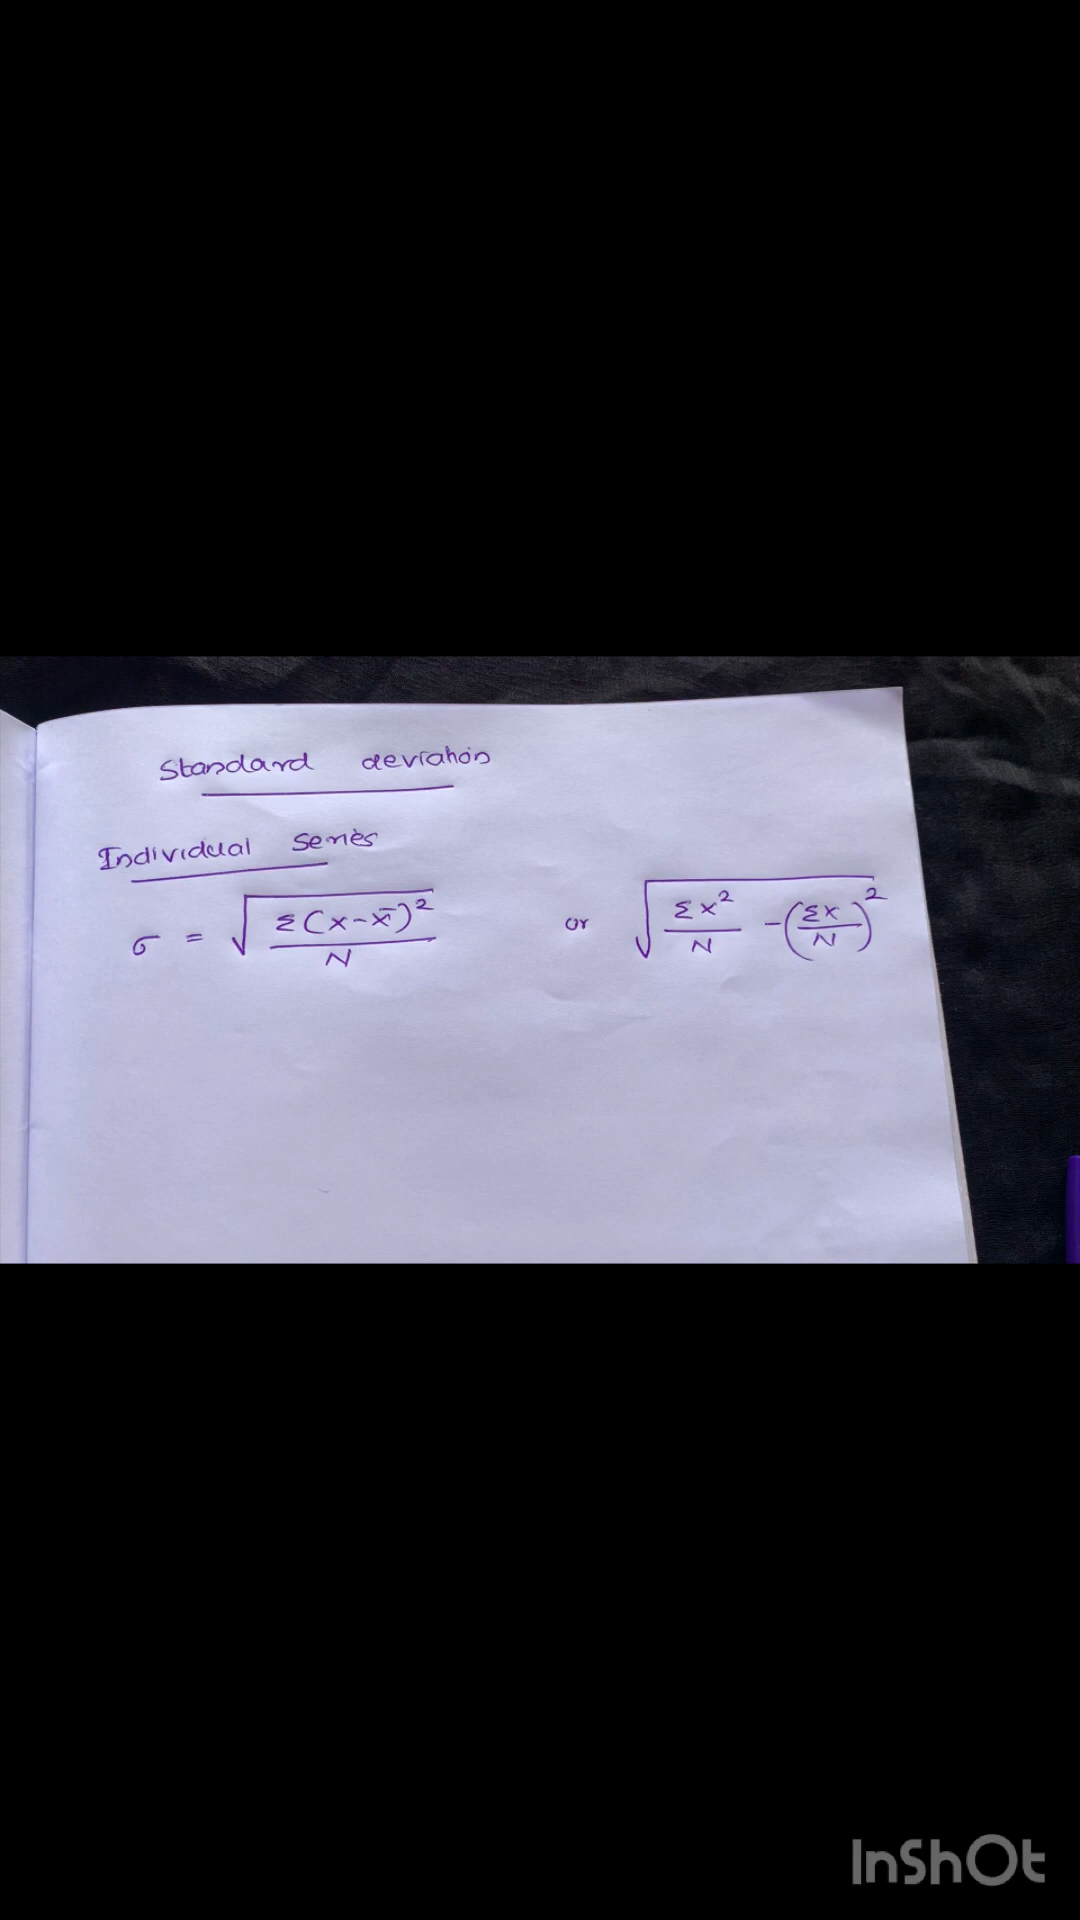 Standard deviation
Individual series
σ = √(Σ(x-x̄)²/N) or √(Σx²/N - (Σx/N)²)
InShOt